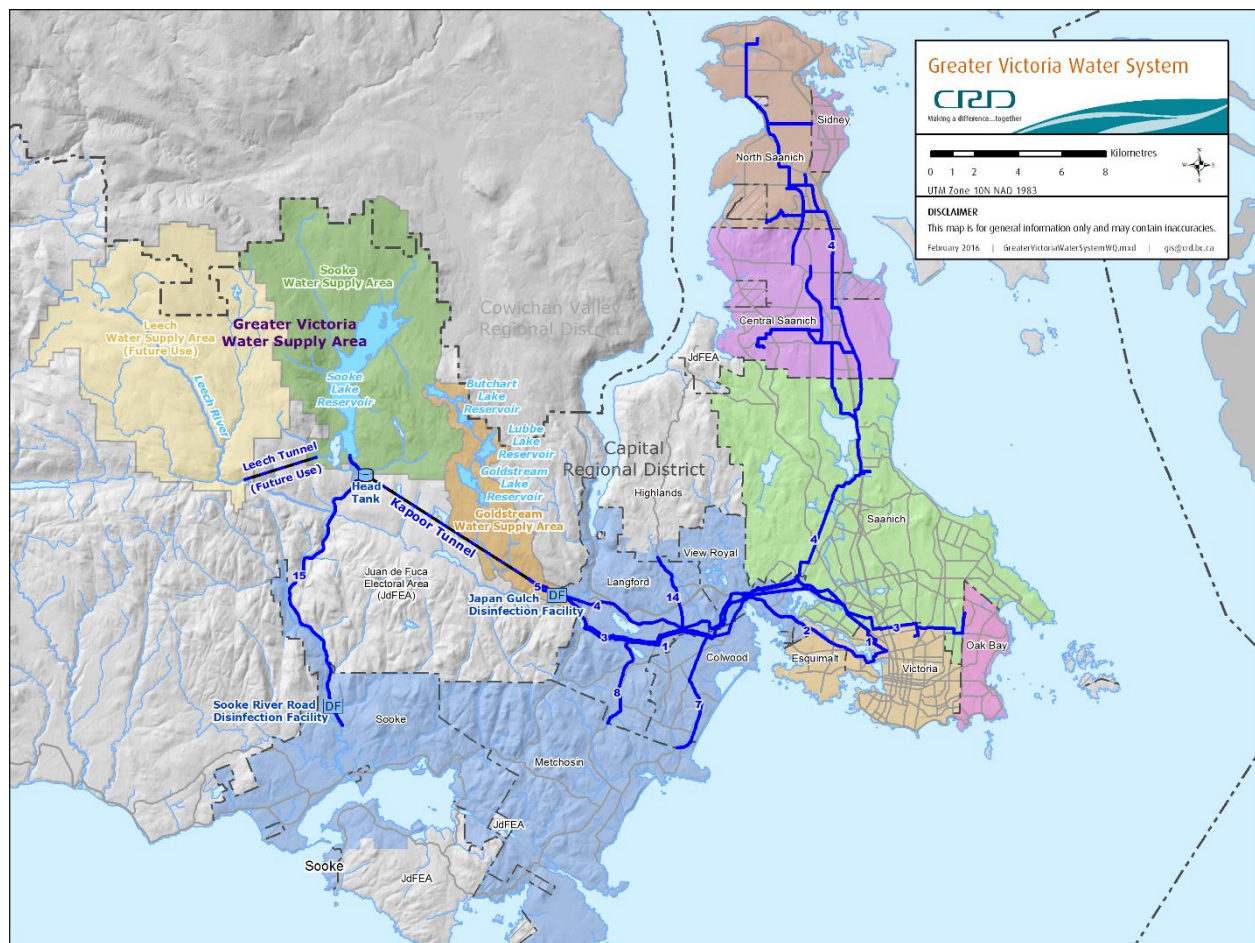 Greater Victoria Water System
CRD
Making a difference...together
Kilometres
0 1 2 4 6 8
UTM Zone 10N NAD 1983
N
W E
S
DISCLAIMER
This map is for general information only and may contain inaccuracies.
February 2016 | GreaterVictoriaWaterSystemWQ.mxd | gis@crd.bc.ca
Sidney
North Saanich
4
Central Saanich
Cowichan Valley
Regional District
JdFEA
Sooke
Water Supply Area
Leech
Water Supply Area
(Future Use)
Greater Victoria
Water Supply Area
Sooke
Lake
Reservoir
Leech River
Butchart
Lake
Reservoir
Lubbe
Lake
Reservoir
Goldstream
Lake
Reservoir
Capital
Regional District
Leech Tunnel
(Future Use)
Head
Tank
Kapoor Tunnel
Goldstream
Water Supply Area
Highlands
Saanich
4
View Royal
Langford
15
Juan de Fuca
Electoral Area
(JdFEA)
5
DF
Japan Gulch
Disinfection Facility
4
14
3
1
2
1
3
Colwood
Esquimalt
Victoria
Oak Bay
8
7
Sooke River Road
Disinfection Facility
DF
Sooke
Metchosin
JdFEA
Sooke
JdFEA